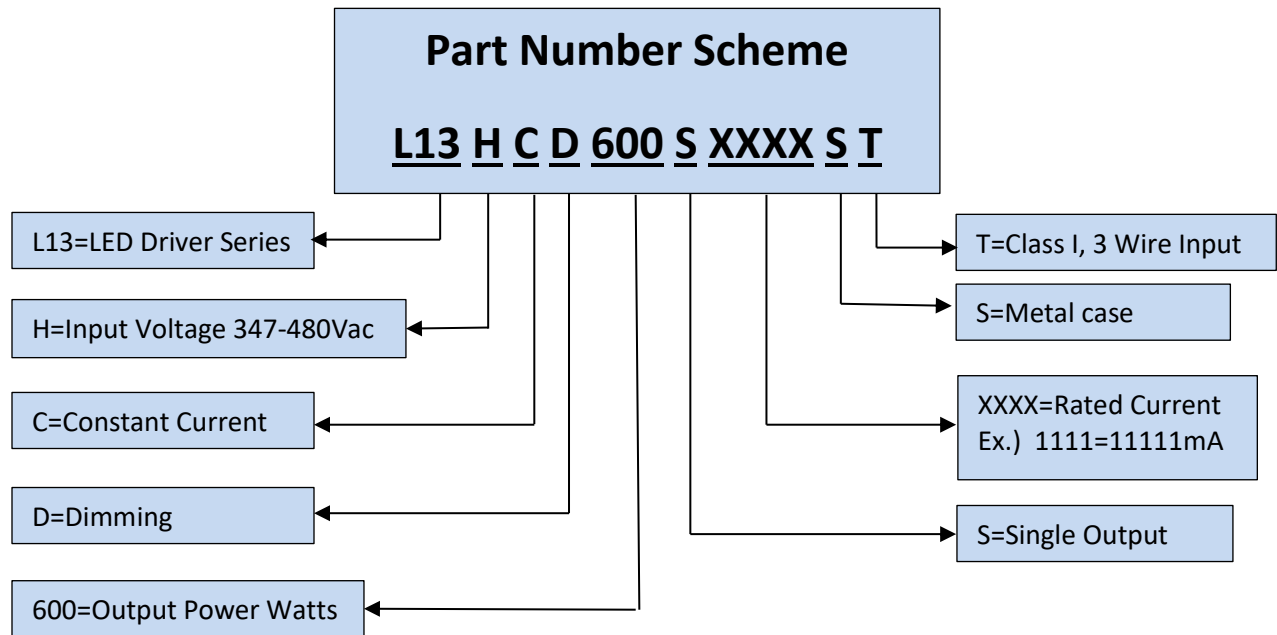 Part Number Scheme
L13 H C D 600 S XXXX S T
L13=LED Driver Series
H=Input Voltage 347-480Vac
C=Constant Current
D=Dimming
600=Output Power Watts
T=Class I, 3 Wire Input
S=Metal case
XXXX=Rated Current
Ex.) 1111=11111mA
S=Single Output